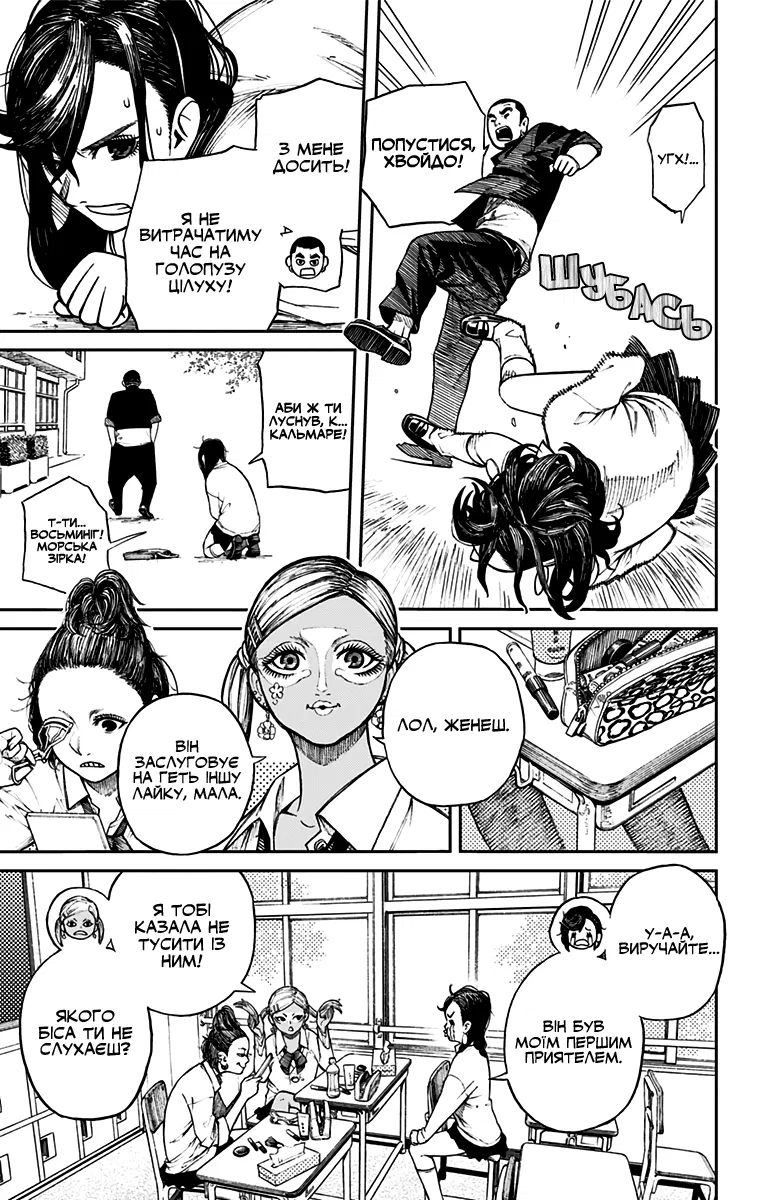 ПОПУСТИСЯ,
ХВОЙДО!
УГХ!...
ШУБАСЬ
З МЕНЕ
ДОСИТЬ!
Я НЕ
ВИТРАЧАТИМУ
ЧАС НА
ГОЛОПУЗУ
ЦІЛУХУ!
АБИ Ж ТИ
ЛУСНУВ, К...
КАЛЬМАРЕ!
Т-ТИ...
ВОСЬМИНІГ!
МОРСЬКА
ЗІРКА!
ЛОЛ, ЖЕНЕШ.
ВІН
ЗАСЛУГОВУЄ
НА ГЕТЬ ІНШУ
ЛАЙКУ, МАЛА.
У-А-А,
ВИРУЧАЙТЕ...
ВІН БУВ
МОЇМ ПЕРШИМ
ПРИЯТЕЛЕМ.
Я ТОБІ
КАЗАЛА НЕ
ТУСИТИ ІЗ
НИМ!
ЯКОГО
БІСА ТИ НЕ
СЛУХАЄШ?